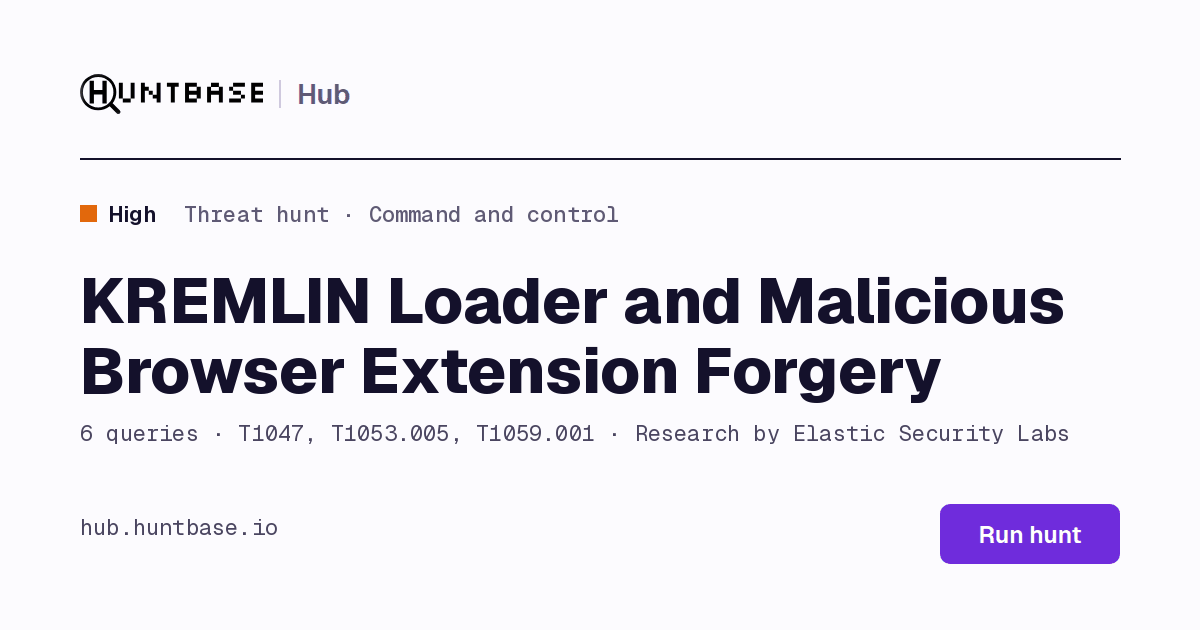 HUNTBASE | Hub
High Threat hunt · Command and control
KREMLIN Loader and Malicious
Browser Extension Forgery
6 queries · T1047, T1053.005, T1059.001 · Research by Elastic Security Labs
hub.huntbase.io
Run hunt